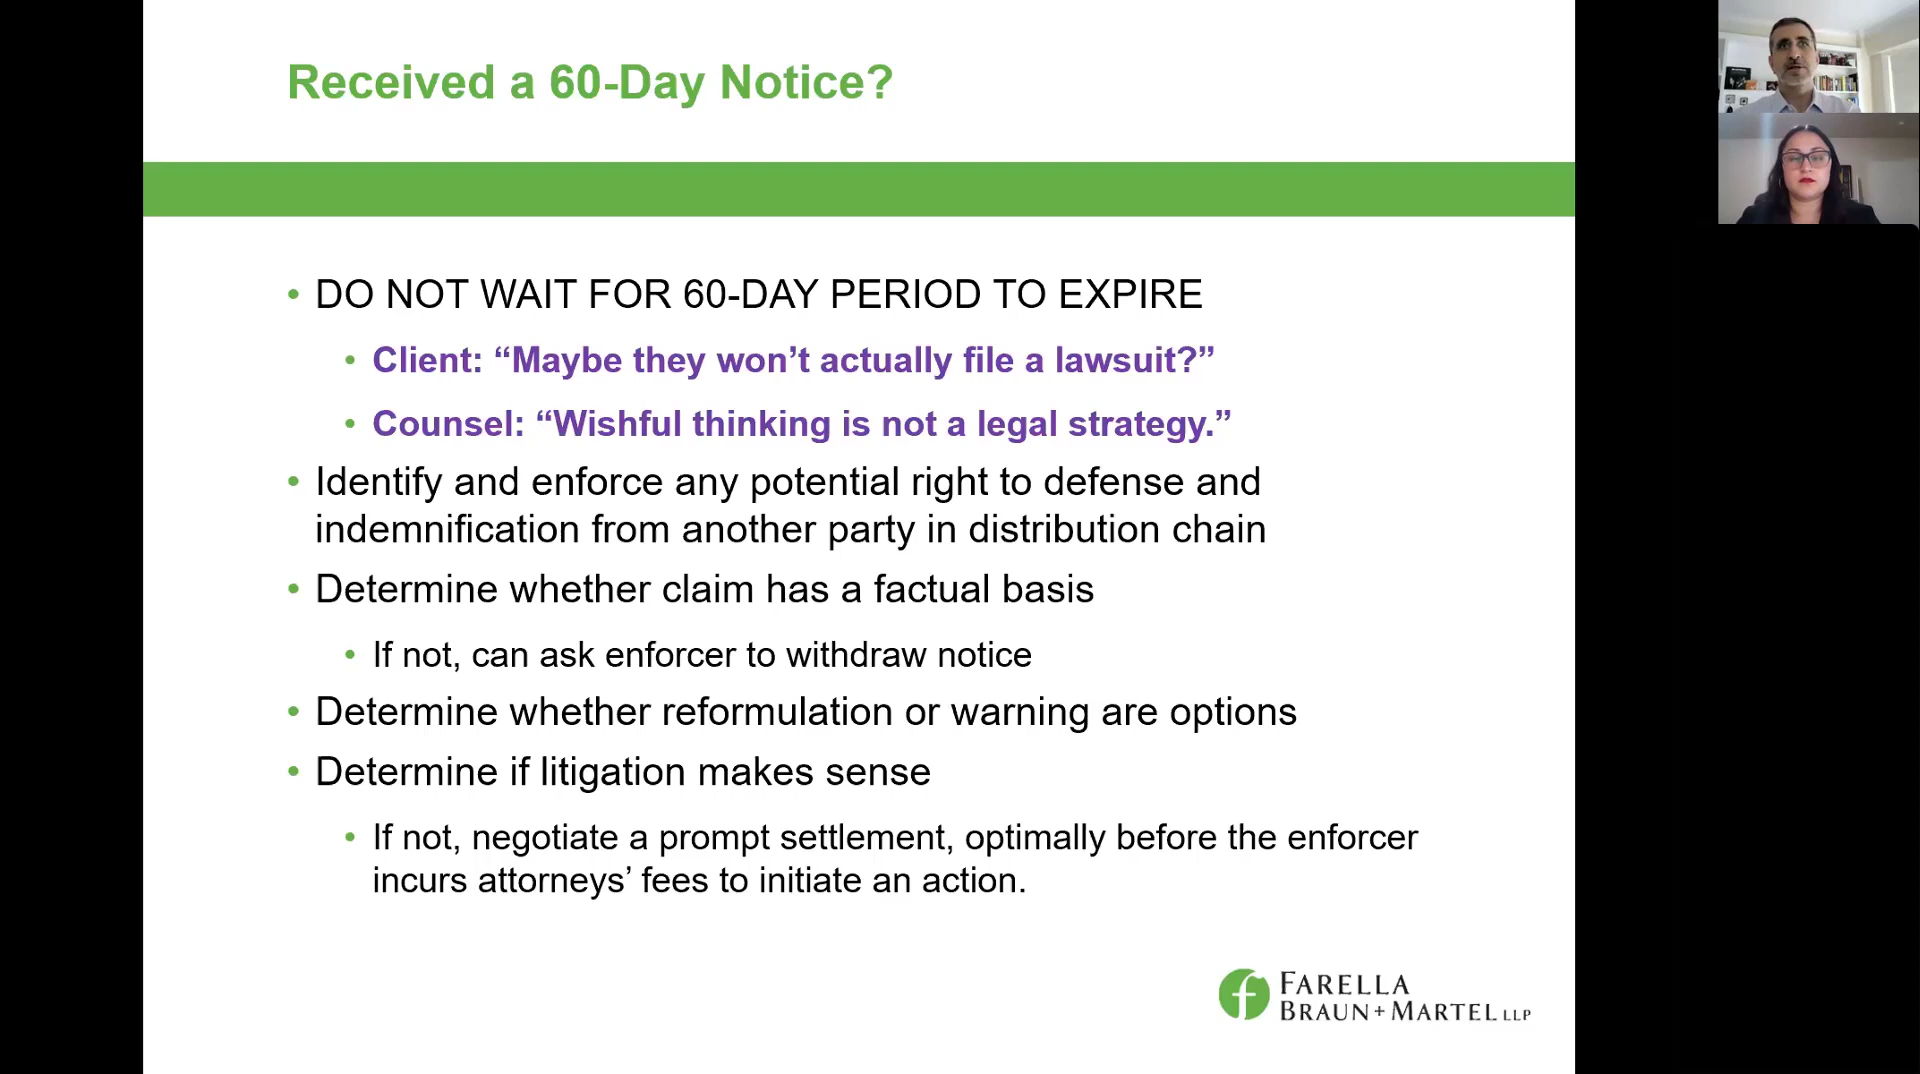 Received a 60-Day Notice?
• DO NOT WAIT FOR 60-DAY PERIOD TO EXPIRE
• Client: “Maybe they won’t actually file a lawsuit?”
• Counsel: “Wishful thinking is not a legal strategy.”
• Identify and enforce any potential right to defense and
indemnification from another party in distribution chain
• Determine whether claim has a factual basis
• If not, can ask enforcer to withdraw notice
• Determine whether reformulation or warning are options
• Determine if litigation makes sense
• If not, negotiate a prompt settlement, optimally before the enforcer
incurs attorneys’ fees to initiate an action.
f FARELLA
BRAUN+MARTEL LLP